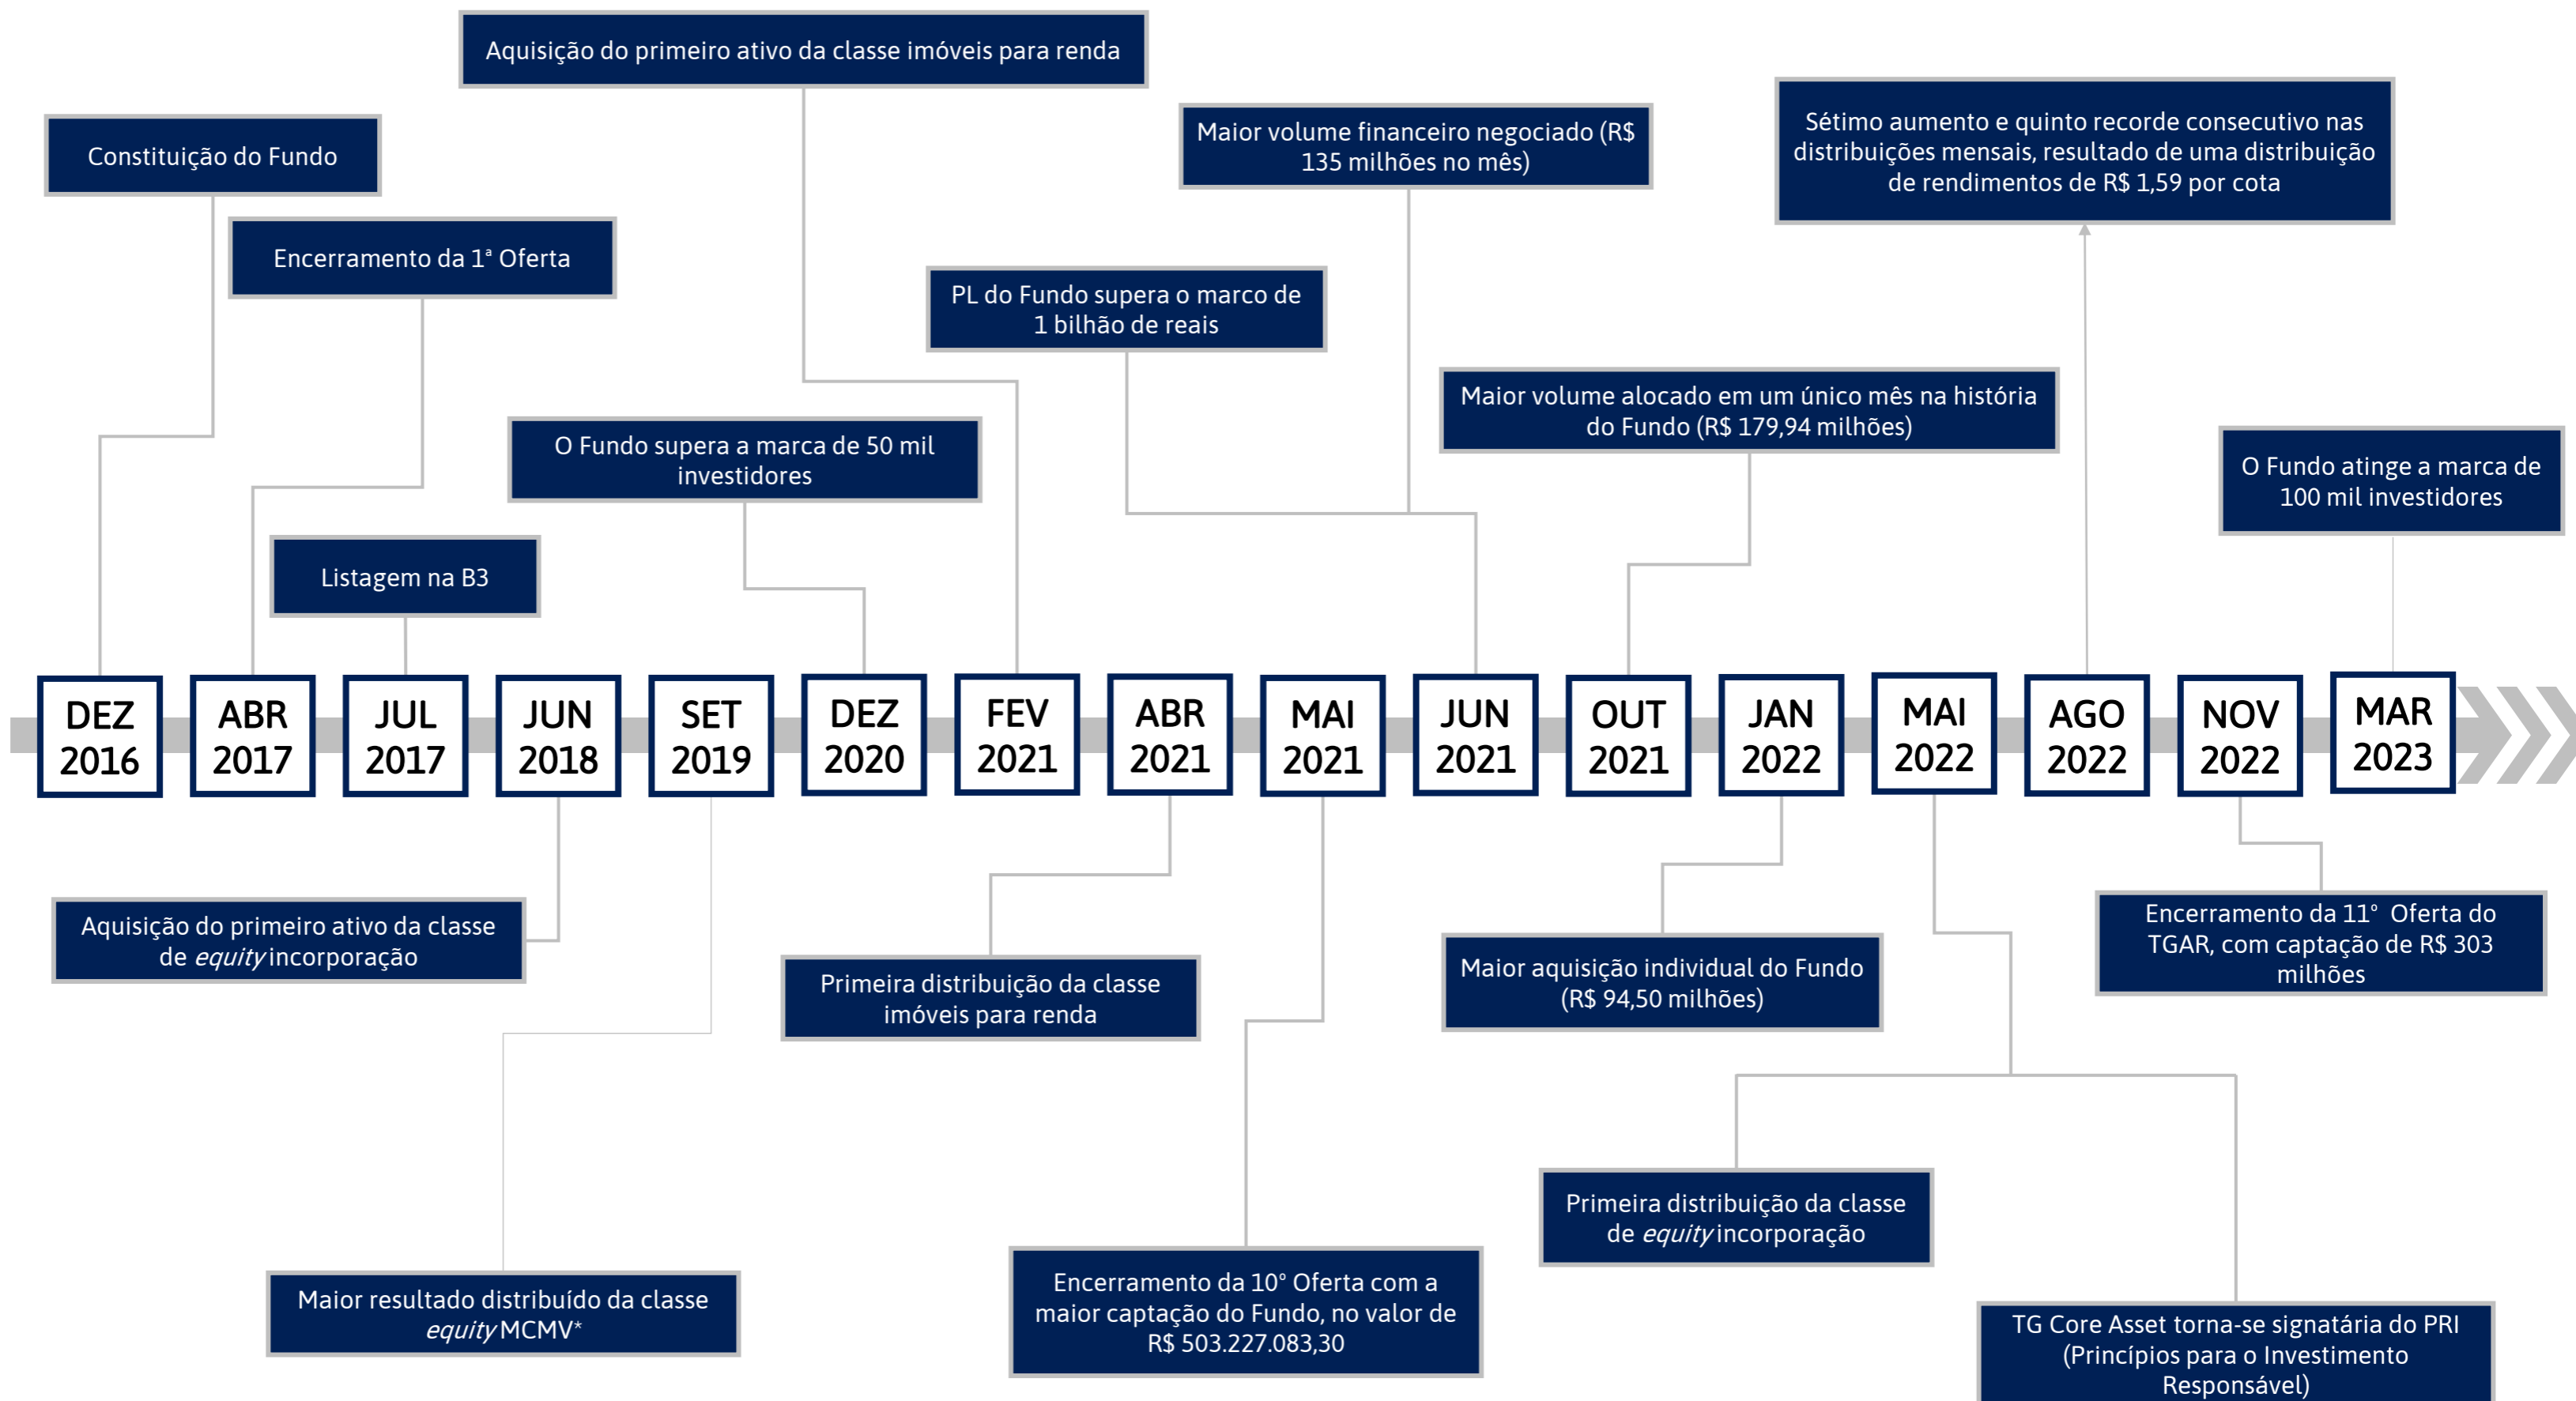 Aquisição do primeiro ativo da classe imóveis para renda
Constituição do Fundo
Maior volume financeiro negociado (R$
135 milhões no mês)
Sétimo aumento e quinto recorde consecutivo nas
distribuições mensais, resultado de uma distribuição
de rendimentos de R$ 1,59 por cota
Encerramento da 1ª Oferta
PL do Fundo supera o marco de
1 bilhão de reais
O Fundo supera a marca de 50 mil
investidores
Maior volume alocado em um único mês na história
do Fundo (R$ 179,94 milhões)
O Fundo atinge a marca de
100 mil investidores
Listagem na B3
DEZ
2016
ABR
2017
JUL
2017
JUN
2018
SET
2019
DEZ
2020
FEV
2021
ABR
2021
MAI
2021
JUN
2021
OUT
2021
JAN
2022
MAI
2022
AGO
2022
NOV
2022
MAR
2023
Aquisição do primeiro ativo da classe
de equity incorporação
Primeira distribuição da classe
imóveis para renda
Maior aquisição individual do Fundo
(R$ 94,50 milhões)
Encerramento da 11° Oferta do
TGAR, com captação de R$ 303
milhões
Primeira distribuição da classe
de equity incorporação
Maior resultado distribuído da classe
equity MCMV*
Encerramento da 10° Oferta com a
maior captação do Fundo, no valor de
R$ 503.227.083,30
TG Core Asset torna-se signatária do PRI
(Princípios para o Investimento
Responsável)